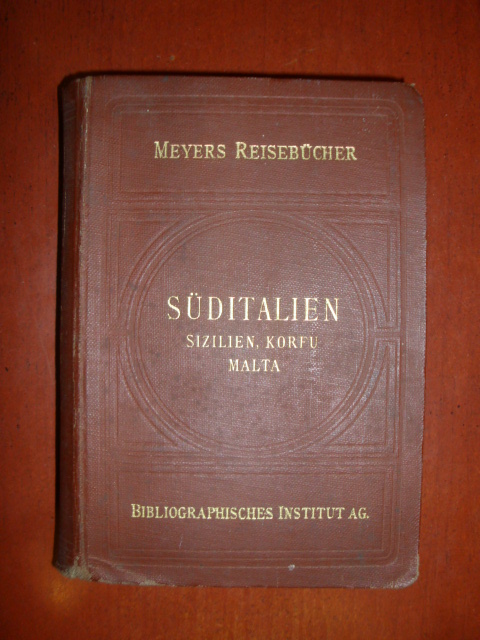 MEYERS REISEBÜCHER
SÜDITALIEN
SIZILIEN, KORFU
MALTA
BIBLIOGRAPHISCHES INSTITUT AG.